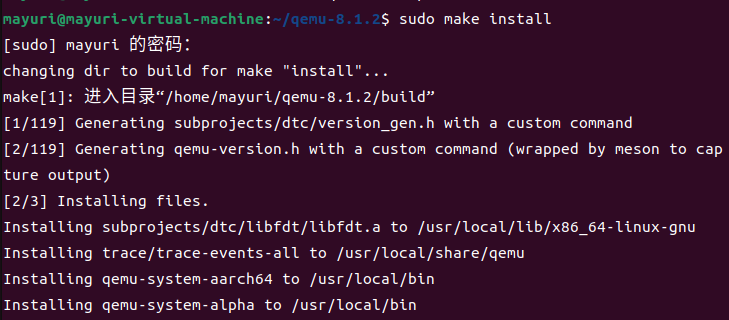 mayuri@mayuri-virtual-machine:~/qemu-8.1.2$ sudo make install
[sudo] mayuri 的密码：
changing dir to build for make "install"...
make[1]: 进入目录“/home/mayuri/qemu-8.1.2/build”
[1/119] Generating subprojects/dtc/version_gen.h with a custom command
[2/119] Generating qemu-version.h with a custom command (wrapped by meson to cap
ture output)
[2/3] Installing files.
Installing subprojects/dtc/libfdt/libfdt.a to /usr/local/lib/x86_64-linux-gnu
Installing trace/trace-events-all to /usr/local/share/qemu
Installing qemu-system-aarch64 to /usr/local/bin
Installing qemu-system-alpha to /usr/local/bin